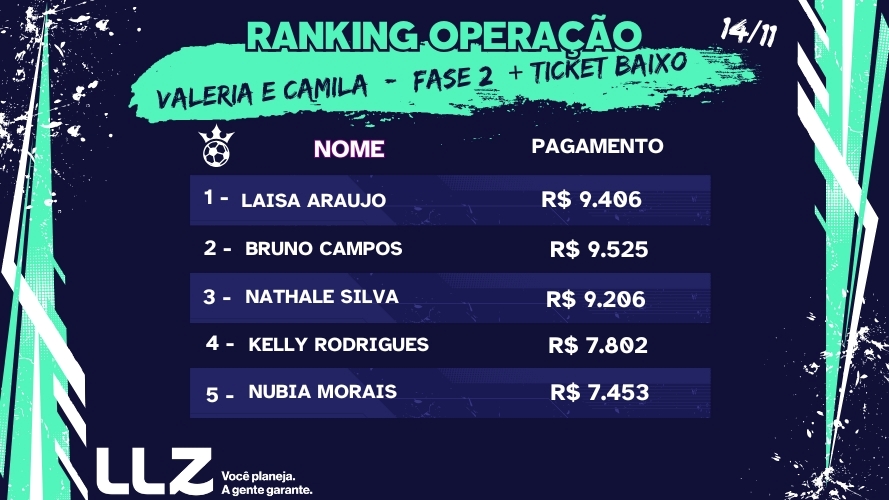 RANKING OPERAÇÃO
14/11
VALERIA E CAMILA - FASE 2 + TICKET BAIXO
NOME PAGAMENTO
1 - LAISA ARAUJO R$ 9.406
2 - BRUNO CAMPOS R$ 9.525
3 - NATHALE SILVA R$ 9.206
4 - KELLY RODRIGUES R$ 7.802
5 - NUBIA MORAIS R$ 7.453
LLZ
Você planeja.
A gente garante.